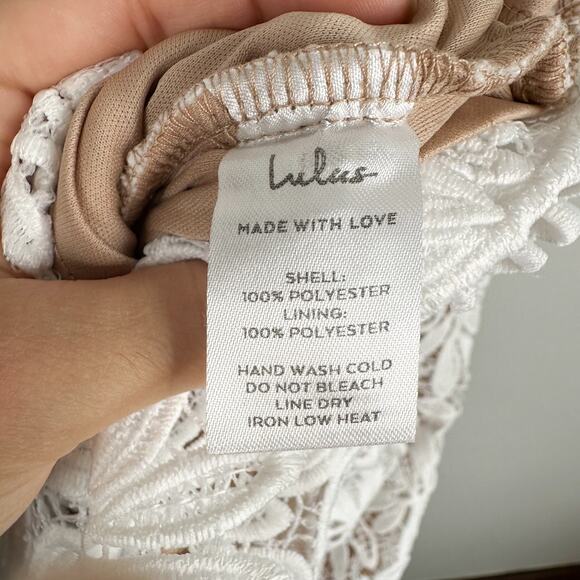 Lulus
MADE WITH LOVE
SHELL:
100% POLYESTER
LINING:
100% POLYESTER
HAND WASH COLD
DO NOT BLEACH
LINE DRY
IRON LOW HEAT